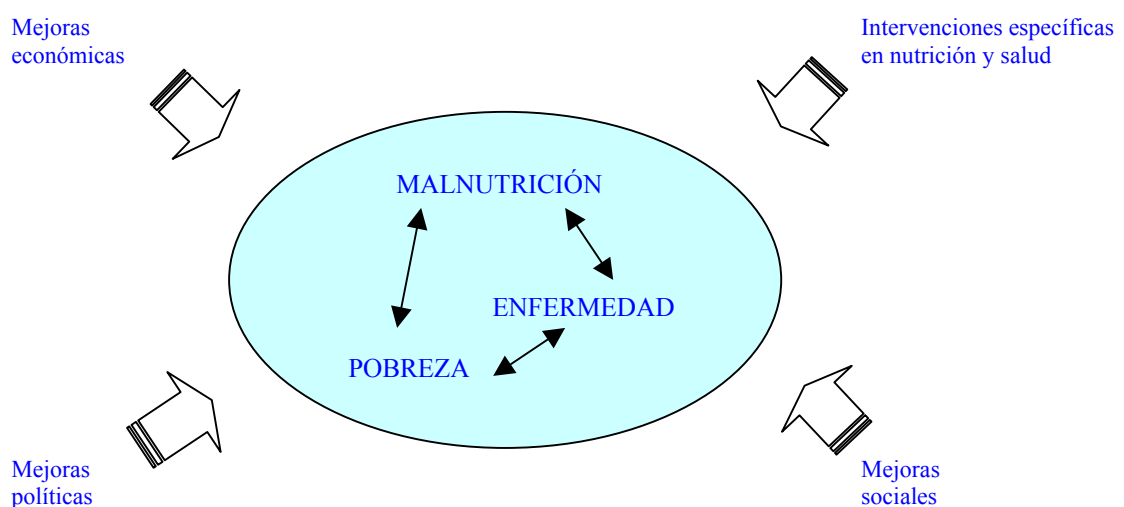 Mejoras
económicas
Intervenciones específicas
en nutrición y salud
MALNUTRICIÓN
ENFERMEDAD
POBREZA
Mejoras
políticas
Mejoras
sociales